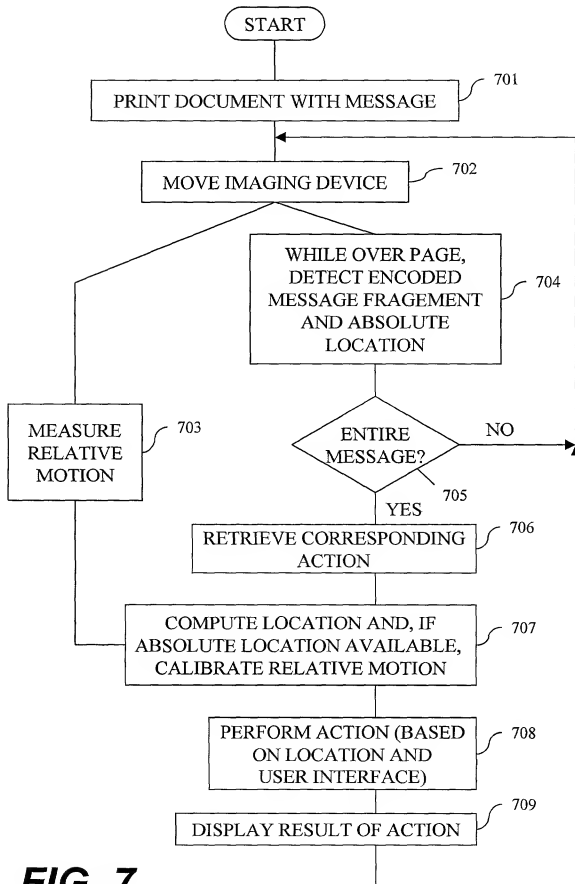 START
PRINT DOCUMENT WITH MESSAGE
701
MOVE IMAGING DEVICE
702
WHILE OVER PAGE,
DETECT ENCODED
MESSAGE FRAGEMENT
AND ABSOLUTE
LOCATION
704
MEASURE
RELATIVE
MOTION
703
ENTIRE
MESSAGE?
705
NO
YES
RETRIEVE CORRESPONDING
ACTION
706
COMPUTE LOCATION AND, IF
ABSOLUTE LOCATION AVAILABLE,
CALIBRATE RELATIVE MOTION
707
PERFORM ACTION (BASED
ON LOCATION AND
USER INTERFACE)
708
DISPLAY RESULT OF ACTION
709
FIG. 7